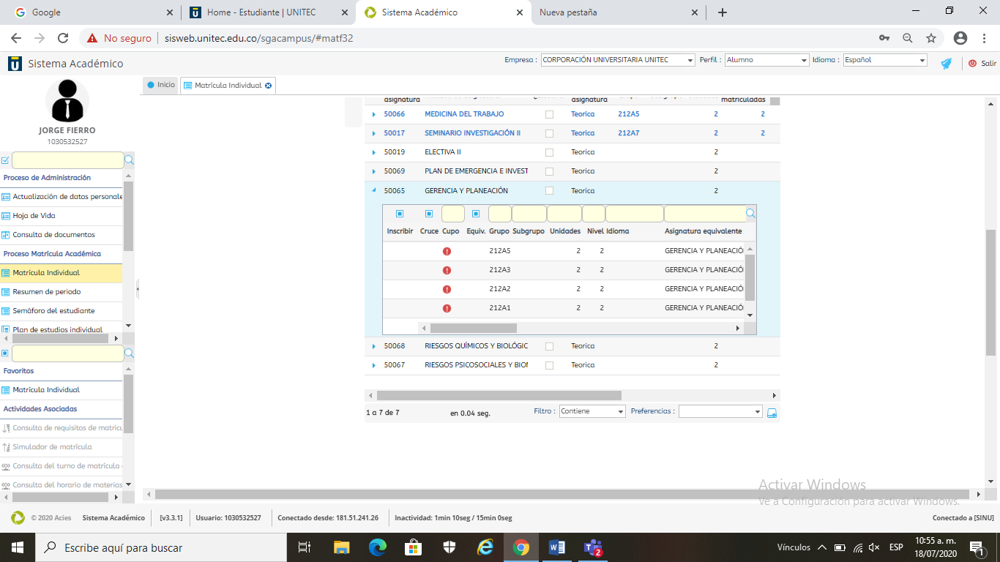 Google
Home - Estudiante | UNITEC
Sistema Académico
Nueva pestaña
No seguro
sisweb.unitec.edu.co/sgacampus/#matf32
Sistema Académico
Empresa : CORPORACIÓN UNIVERSITARIA UNITEC Perfil : Alumno Idioma : Español Salir
Inicio Matrícula Individual
JORGE FIERRO
1030532527
Proceso de Administración
Actualización de datos personale
Hoja de Vida
Consulta de documentos
Proceso Matrícula Académica
Matrícula Individual
Resumen de periodo
Semáforo del estudiante
Plan de estudios individual
Favoritos
Matrícula Individual
Actividades Asociadas
Consulta de requisitos de matrícu
Simulador de matrícula
Consulta del turno de matrícula
Consulta del horario de materias
asignatura asignatura matriculadas
50066 MEDICINA DEL TRABAJO Teorica 212A5 2 2
50017 SEMINARIO INVESTIGACIÓN II Teorica 212A7 2 2
50019 ELECTIVA II Teorica 2
50069 PLAN DE EMERGENCIA E INVEST Teorica 2
50065 GERENCIA Y PLANEACIÓN Teorica 2
Inscribir Cruce Cupo Equiv. Grupo Subgrupo Unidades Nivel Idioma Asignatura equivalente
212A5 2 2 GERENCIA Y PLANEACIÓ
212A3 2 2 GERENCIA Y PLANEACIÓ
212A2 2 2 GERENCIA Y PLANEACIÓ
212A1 2 2 GERENCIA Y PLANEACIÓ
50068 RIESGOS QUÍMICOS Y BIOLÓGIC Teorica 2
50067 RIESGOS PSICOSOCIALES Y BIOM Teorica 2
1 a 7 de 7 en 0.04 seg. Filtro : Contiene Preferencias :
Activar Windows
Ve a Configuración para activar Windows.
© 2020 Acies Sistema Académico [v3.3.1] Usuario: 1030532527 Conectado desde: 181.51.241.26 Inactividad: 1min 10seg / 15min 0seg Conectado a [SINU]
Escribe aquí para buscar
2
Vínculos ESP 10:55 a. m.
18/07/2020
1